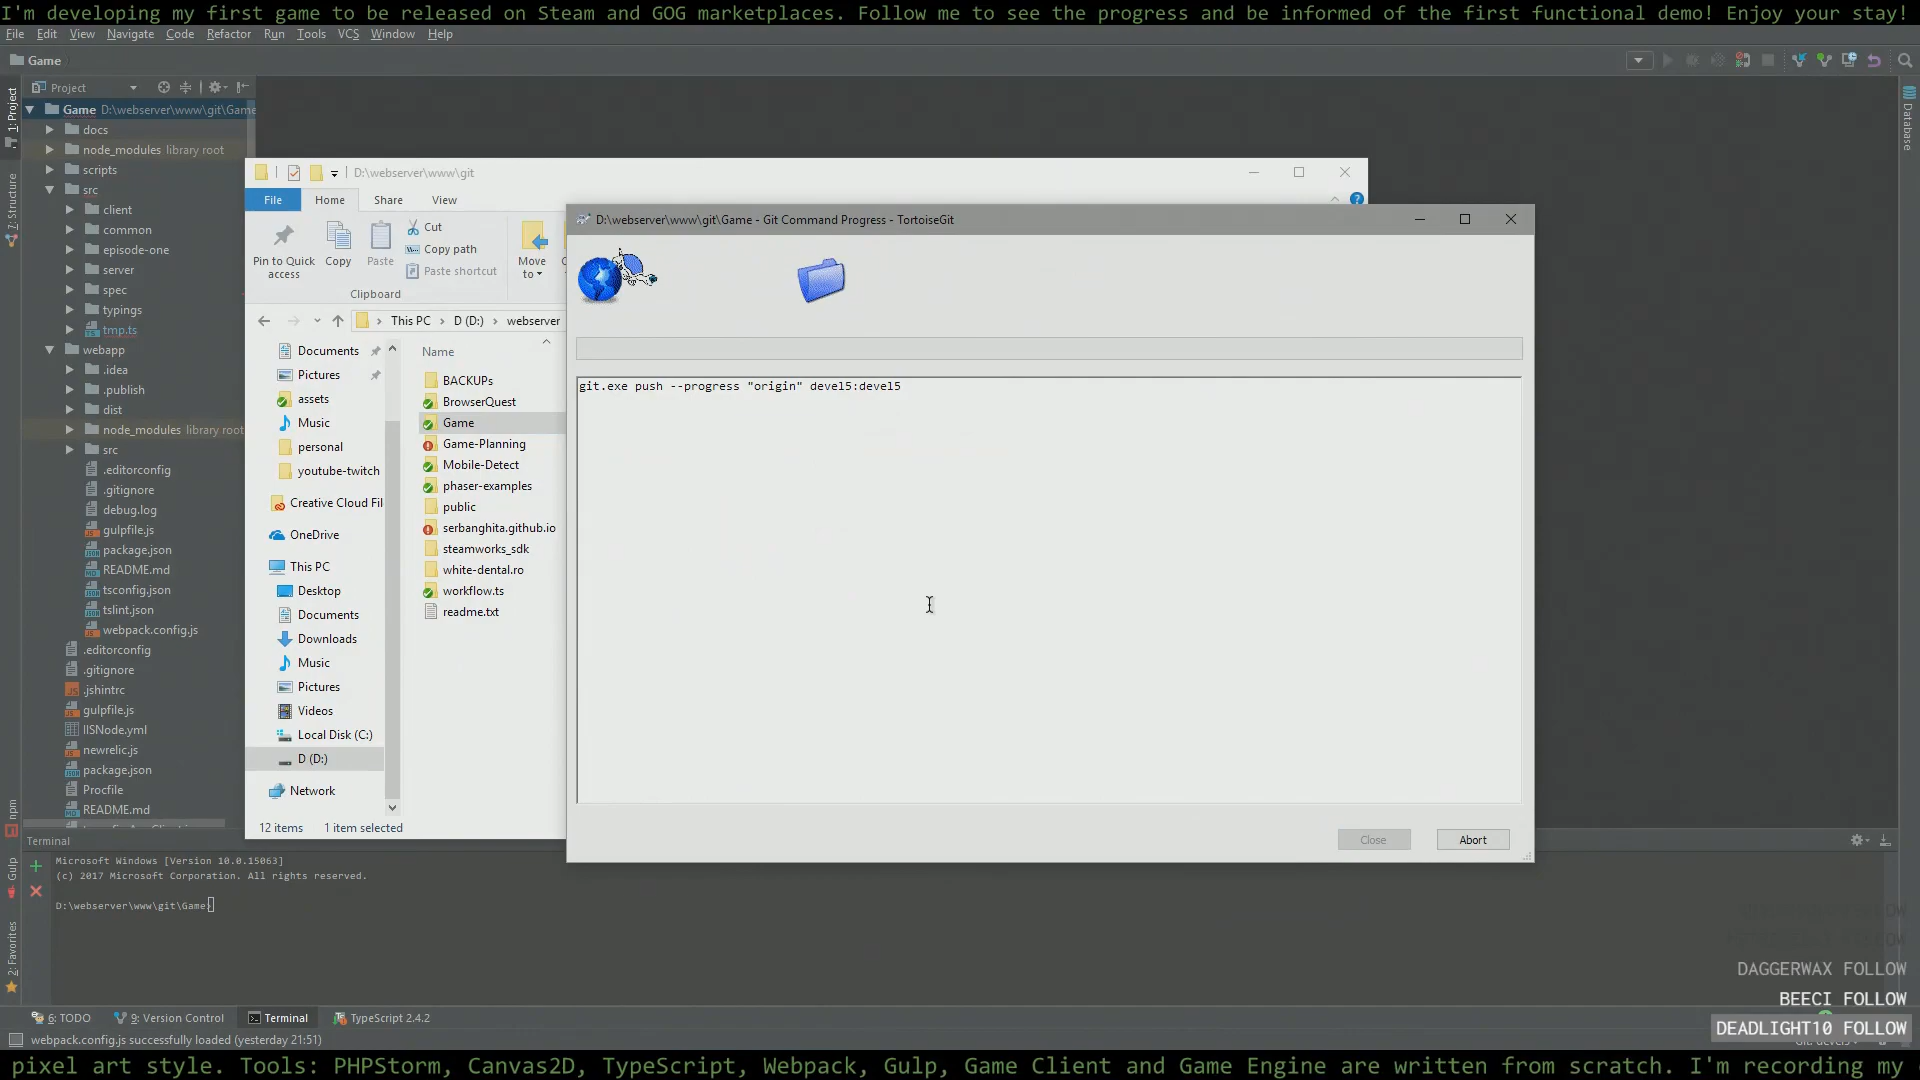 I'm developing my first game to be released on Steam and GOG marketplaces. Follow me to see the progress and be informed of the first functional demo! Enjoy your stay!
File Edit View Navigate Code Refactor Run Tools VCS Window Help
Game
Project
1: Project
Z: Structure
npm
Gulp
2: Favorites
Database
Game D:\webserver\www\git\Game
docs
node_modules library root
scripts
src
client
common
episode-one
server
spec
typings
tmp.ts
webapp
.idea
.publish
dist
node_modules library root
src
.editorconfig
.gitignore
debug.log
gulpfile.js
package.json
README.md
tsconfig.json
tslint.json
webpack.config.js
.editorconfig
.gitignore
.jshintrc
gulpfile.js
IISNode.yml
newrelic.js
package.json
Procfile
README.md
D:\webserver\www\git
File Home Share View
Pin to Quick access
Copy
Paste
Cut
Copy path
Paste shortcut
Move to
Clipboard
This PC > D (D:) > webserver
Documents
Pictures
assets
Music
personal
youtube-twitch
Creative Cloud Fil
OneDrive
This PC
Desktop
Documents
Downloads
Music
Pictures
Videos
Local Disk (C:)
D (D:)
Network
Name
BACKUPs
BrowserQuest
Game
Game-Planning
Mobile-Detect
phaser-examples
public
serbanghita.github.io
steamworks_sdk
white-dental.ro
workflow.ts
readme.txt
12 items 1 item selected
D:\webserver\www\git\Game - Git Command Progress - TortoiseGit
git.exe push --progress "origin" devel5:devel5
Close
Abort
Terminal
Microsoft Windows [Version 10.0.15063]
(c) 2017 Microsoft Corporation. All rights reserved.
D:\webserver\www\git\Game>
DAGGERWAX FOLLOW
BEECI FOLLOW
DEADLIGHT10 FOLLOW
6: TODO 9: Version Control Terminal TypeScript 2.4.2
webpack.config.js successfully loaded (yesterday 21:51)
pixel art style. Tools: PHPStorm, Canvas2D, TypeScript, Webpack, Gulp, Game Client and Game Engine are written from scratch. I'm recording my